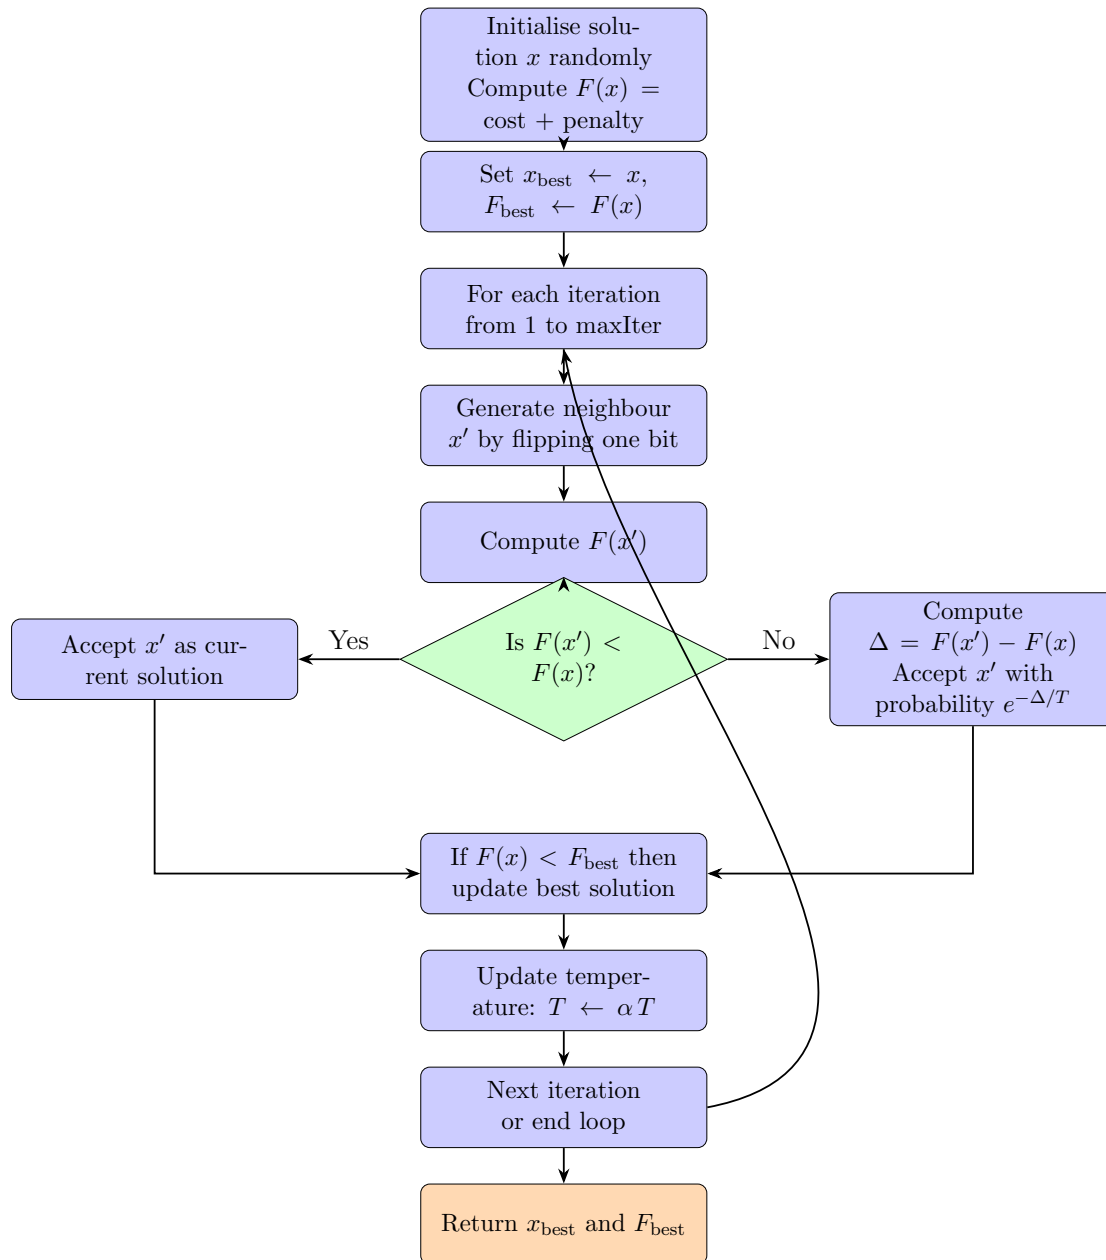 Initialise solu-
tion x randomly
Compute F(x) =
cost + penalty
Set x_best ← x,
F_best ← F(x)
For each iteration
from 1 to maxIter
Generate neighbour
x′ by flipping one bit
Compute F(x′)
Is F(x′) <
F(x)?
Yes
No
Accept x′ as cur-
rent solution
Compute
Δ = F(x′) − F(x)
Accept x′ with
probability e^{−Δ/T}
If F(x) < F_best then
update best solution
Update temper-
ature: T ← α T
Next iteration
or end loop
Return x_best and F_best